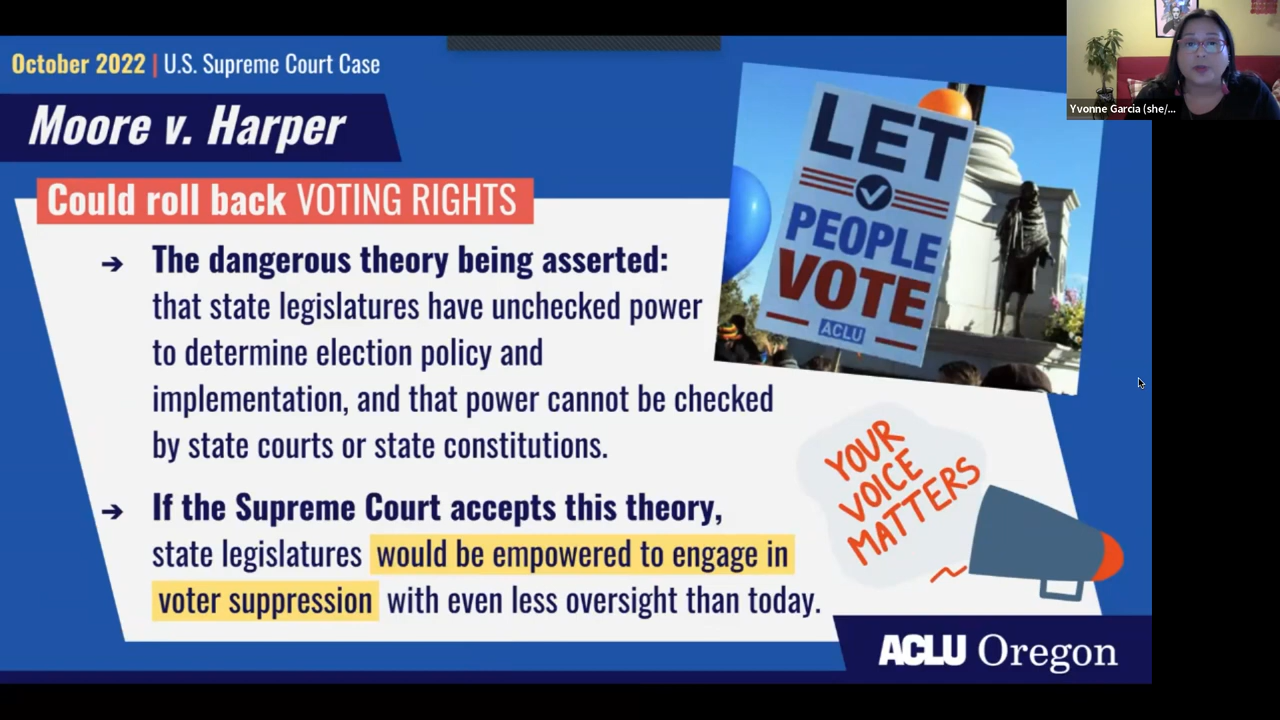 October 2022 | U.S. Supreme Court Case
Moore v. Harper
Could roll back VOTING RIGHTS
➔ The dangerous theory being asserted:
that state legislatures have unchecked power
to determine election policy and
implementation, and that power cannot be checked
by state courts or state constitutions.
➔ If the Supreme Court accepts this theory,
state legislatures would be empowered to engage in
voter suppression with even less oversight than today.
LET
PEOPLE
VOTE
ACLU
YOUR
VOICE
MATTERS
ACLU Oregon
Yvonne Garcia (she/...